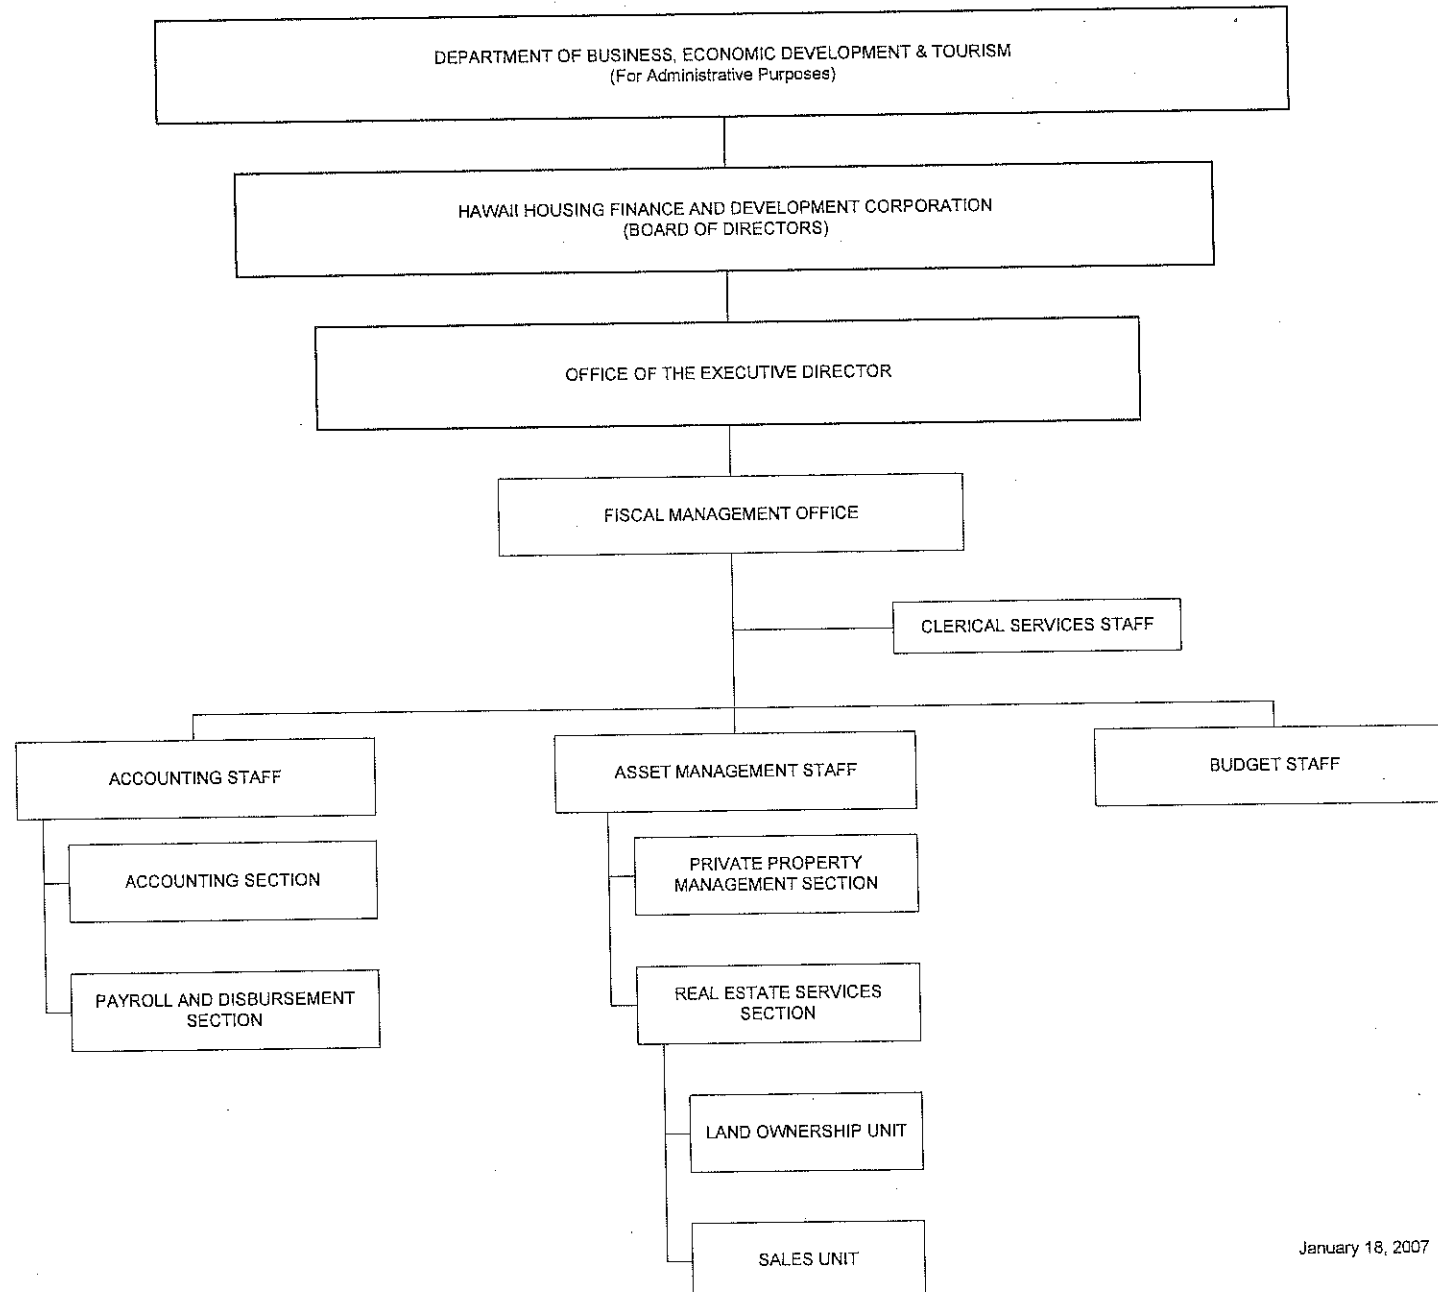 DEPARTMENT OF BUSINESS, ECONOMIC DEVELOPMENT & TOURISM
(For Administrative Purposes)
HAWAII HOUSING FINANCE AND DEVELOPMENT CORPORATION
(BOARD OF DIRECTORS)
OFFICE OF THE EXECUTIVE DIRECTOR
FISCAL MANAGEMENT OFFICE
CLERICAL SERVICES STAFF
ACCOUNTING STAFF
ASSET MANAGEMENT STAFF
BUDGET STAFF
ACCOUNTING SECTION
PRIVATE PROPERTY
MANAGEMENT SECTION
PAYROLL AND DISBURSEMENT
SECTION
REAL ESTATE SERVICES
SECTION
LAND OWNERSHIP UNIT
SALES UNIT
January 18, 2007